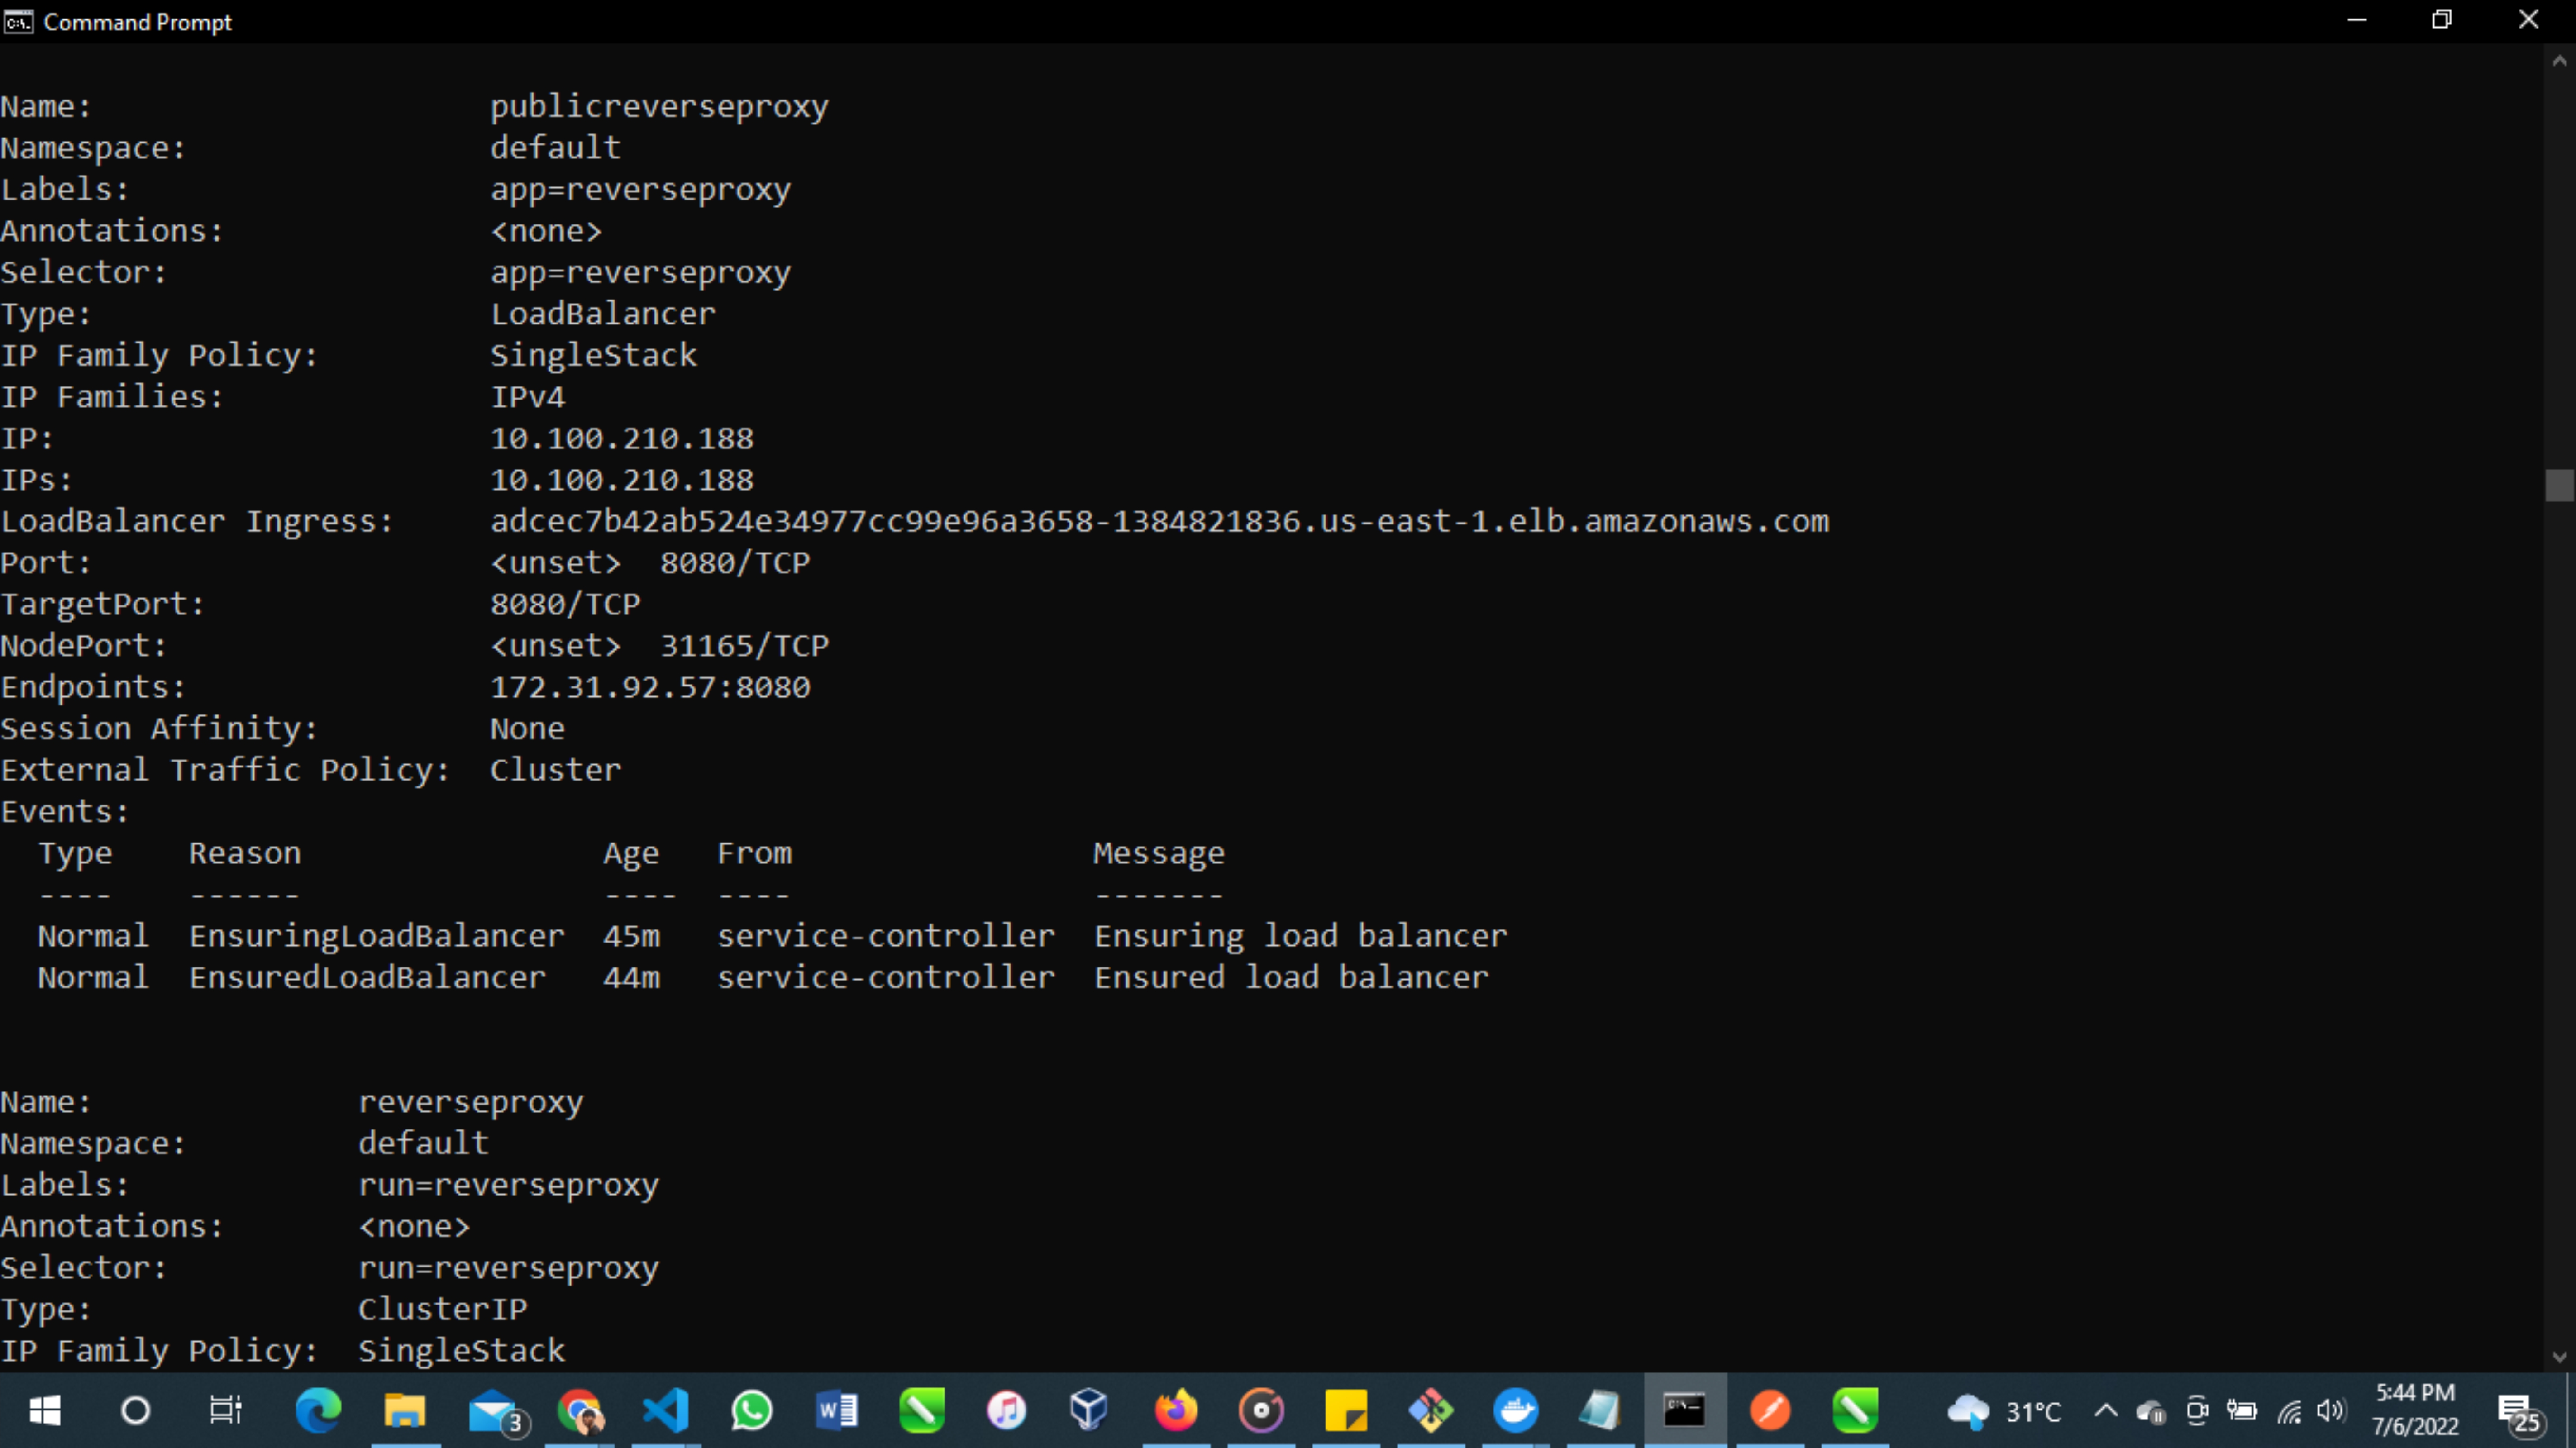 Command Prompt
Name: publicreverseproxy
Namespace: default
Labels: app=reverseproxy
Annotations: <none>
Selector: app=reverseproxy
Type: LoadBalancer
IP Family Policy: SingleStack
IP Families: IPv4
IP: 10.100.210.188
IPs: 10.100.210.188
LoadBalancer Ingress: adcec7b42ab524e34977cc99e96a3658-1384821836.us-east-1.elb.amazonaws.com
Port: <unset> 8080/TCP
TargetPort: 8080/TCP
NodePort: <unset> 31165/TCP
Endpoints: 172.31.92.57:8080
Session Affinity: None
External Traffic Policy: Cluster
Events:
Type Reason Age From Message
---- ------ ---- ---- -------
Normal EnsuringLoadBalancer 45m service-controller Ensuring load balancer
Normal EnsuredLoadBalancer 44m service-controller Ensured load balancer
Name: reverseproxy
Namespace: default
Labels: run=reverseproxy
Annotations: <none>
Selector: run=reverseproxy
Type: ClusterIP
IP Family Policy: SingleStack
3
31°C
5:44 PM
7/6/2022
25